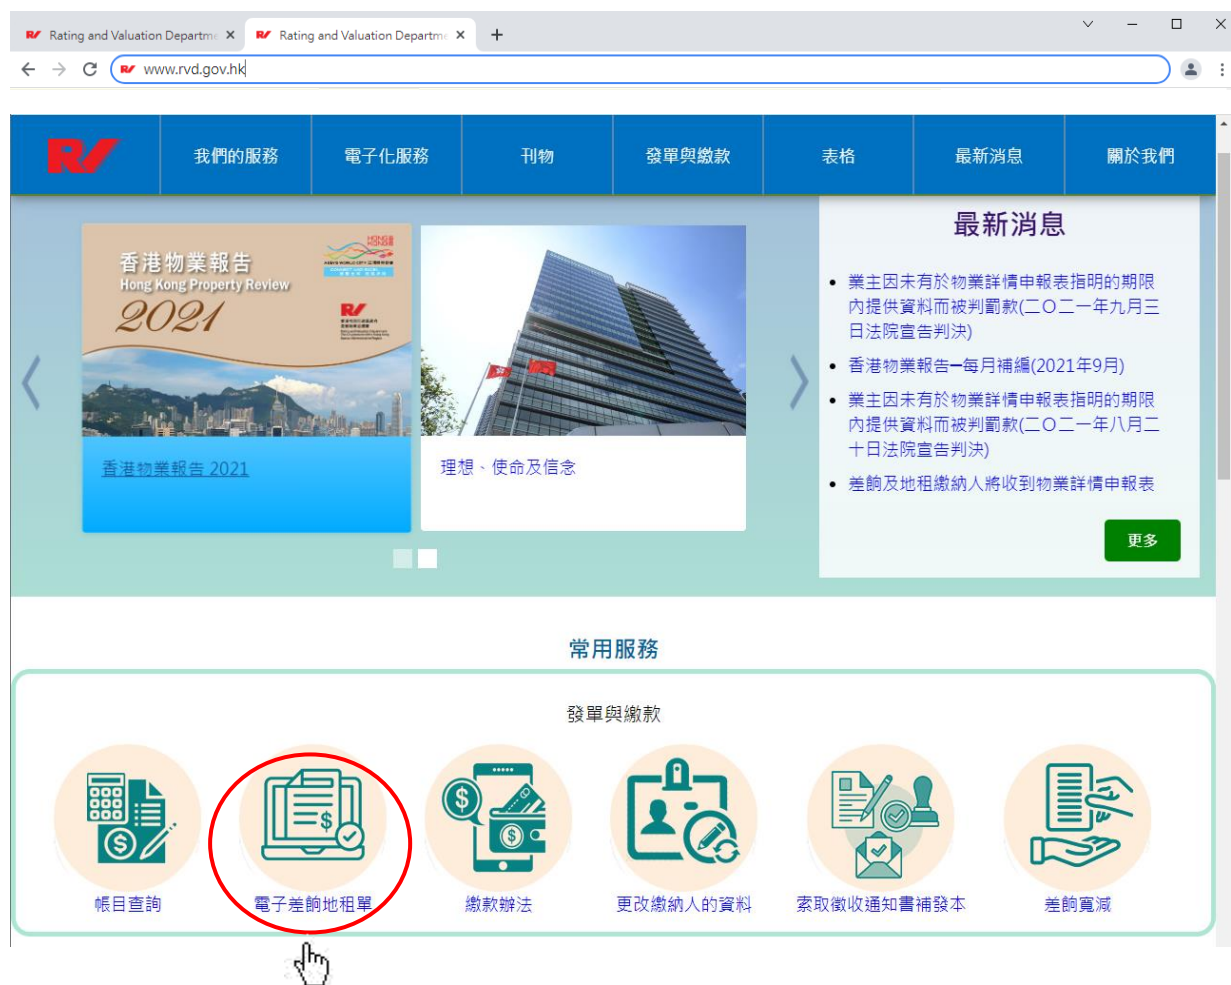 Rating and Valuation Departme
Rating and Valuation Departme
www.rvd.gov.hk
RV
我們的服務
電子化服務
刊物
發單與繳款
表格
最新消息
關於我們
香港物業報告
Hong Kong Property Review
2021
香港物業報告 2021
理想、使命及信念
最新消息
業主因未有於物業詳情申報表指明的期限
內提供資料而被判罰款(二〇二一年九月三
日法院宣告判決)
香港物業報告━每月補編(2021年9月)
業主因未有於物業詳情申報表指明的期限
內提供資料而被判罰款(二〇二一年八月二
十日法院宣告判決)
差餉及地租繳納人將收到物業詳情申報表
更多
常用服務
發單與繳款
帳目查詢
電子差餉地租單
繳款辦法
更改繳納人的資料
索取徵收通知書補發本
差餉寬減